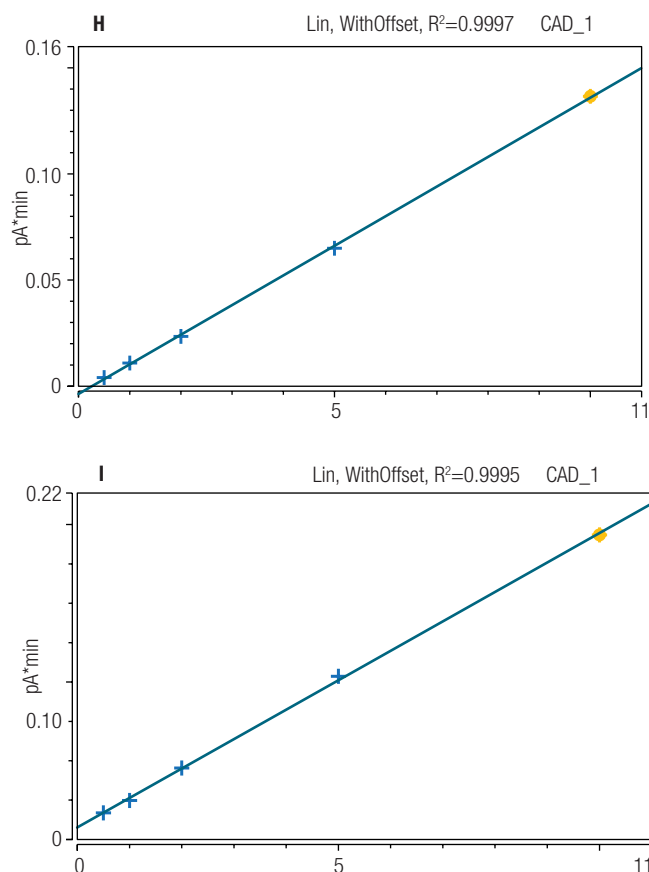 H Lin, WithOffset, R²=0.9997 CAD_1
0.16
0.10
pA*min
0.05
0
0 5 11
I Lin, WithOffset, R²=0.9995 CAD_1
0.22
pA*min
0.10
0
0 5 11